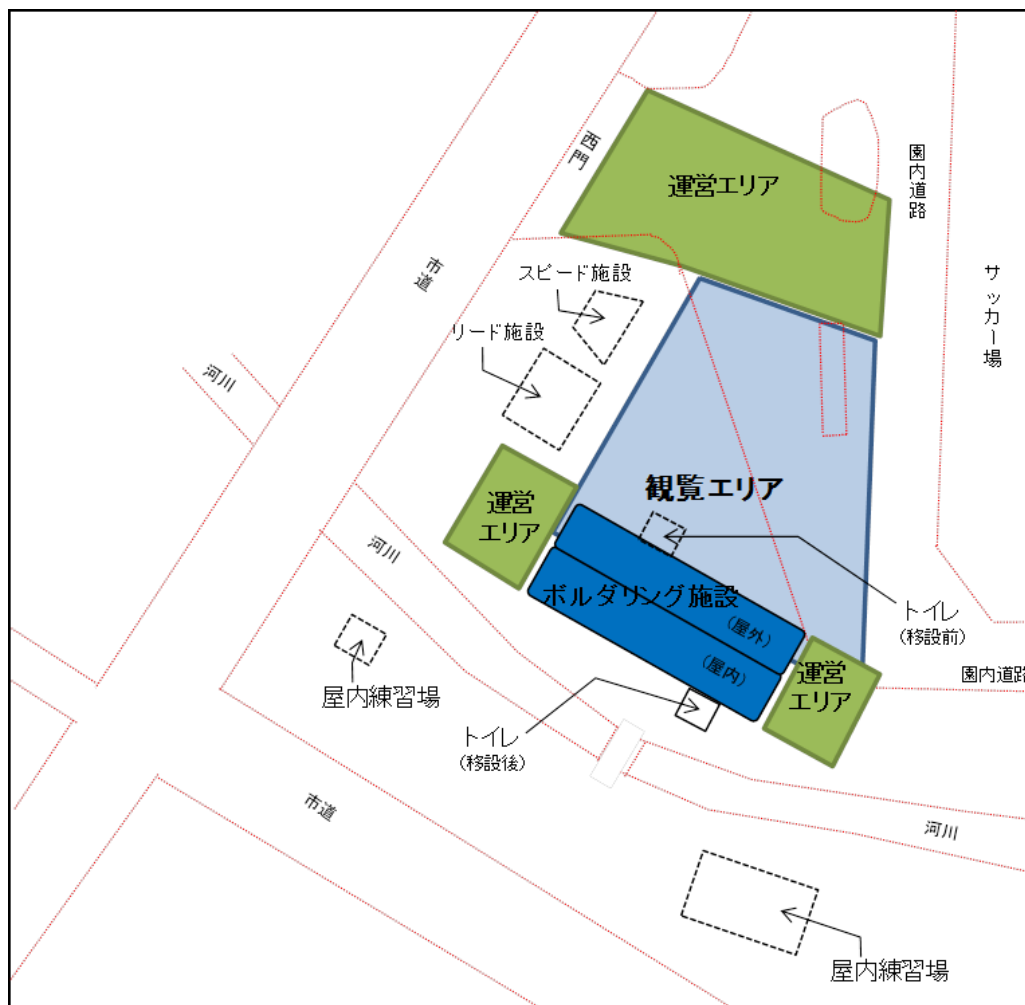 西門
運営エリア
園内道路
市道
スピード施設
サッカー場
リード施設
河川
観覧エリア
運営
エリア
河川
ボルダリング施設
(屋外)
トイレ
(移設前)
(屋内)
運営
エリア
園内道路
屋内練習場
トイレ
(移設後)
市道
河川
屋内練習場